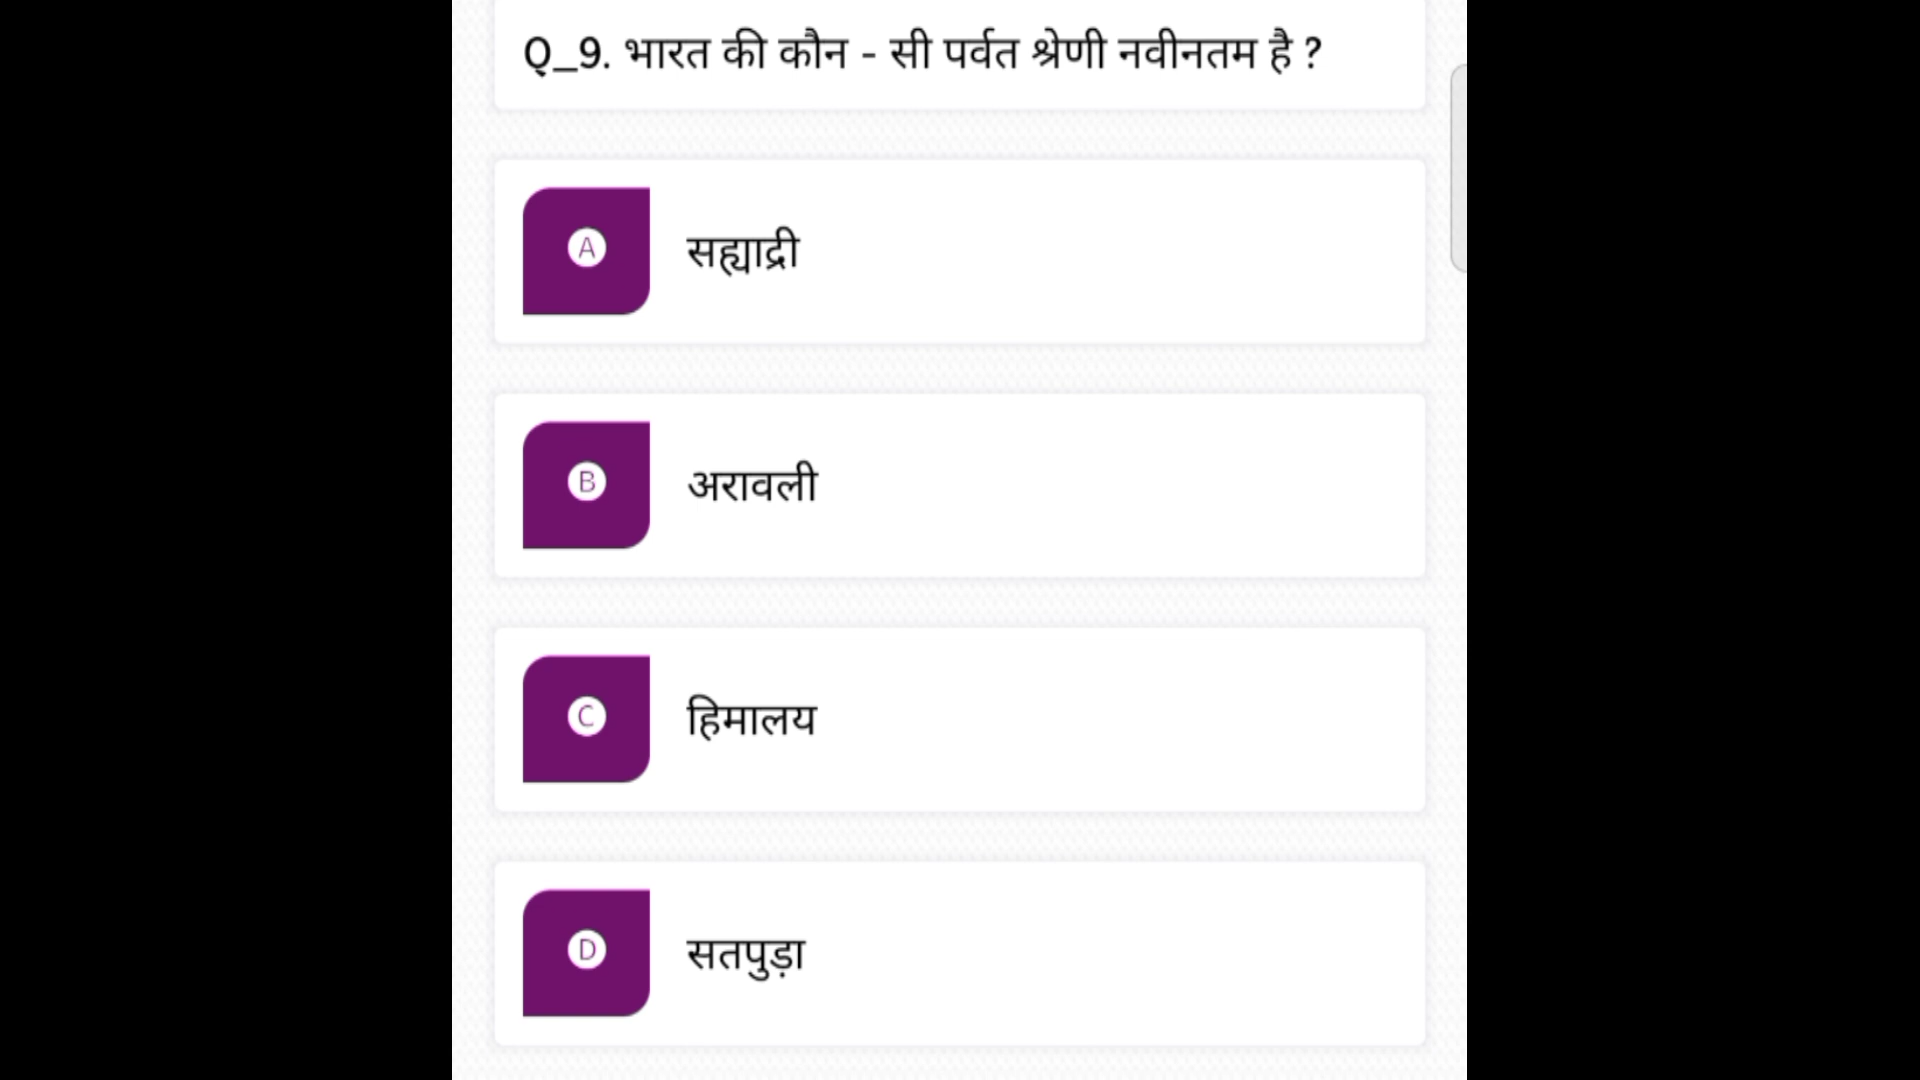 Q_9. भारत की कौन - सी पर्वत श्रेणी नवीनतम है ?
A सह्याद्री
B अरावली
C हिमालय
D सतपुड़ा